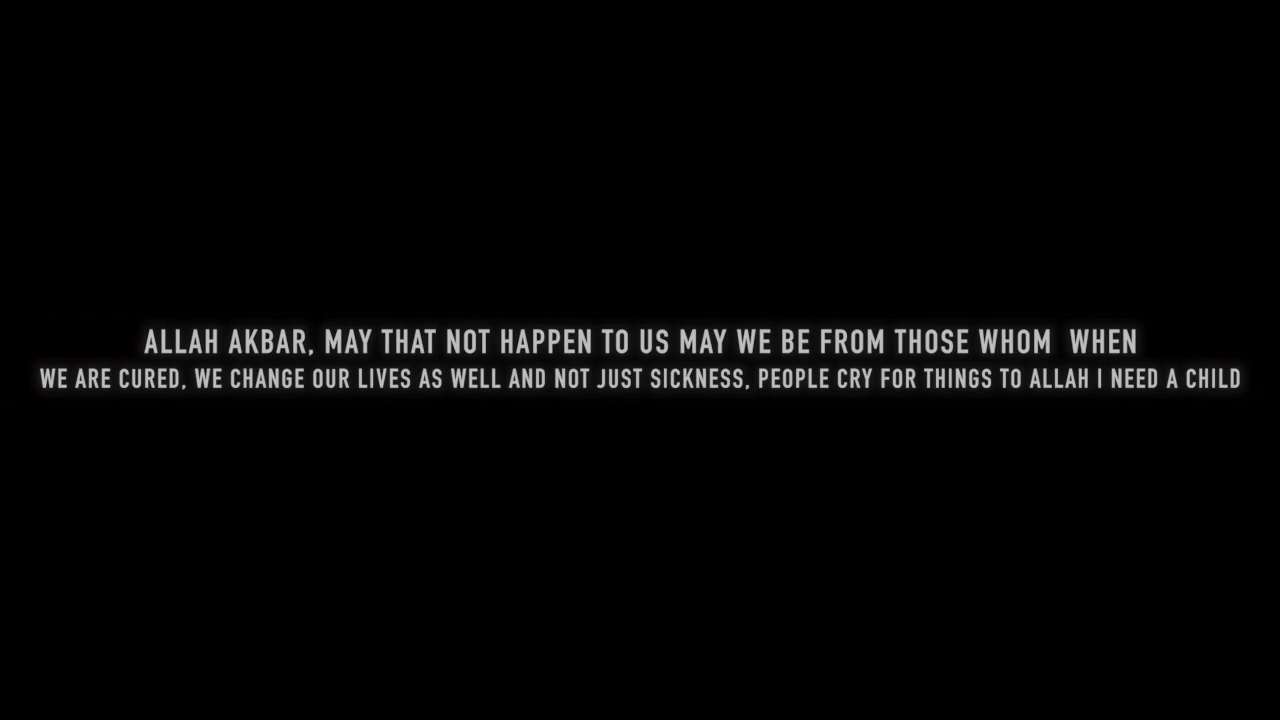 ALLAH AKBAR, MAY THAT NOT HAPPEN TO US MAY WE BE FROM THOSE WHOM  WHEN
WE ARE CURED, WE CHANGE OUR LIVES AS WELL AND NOT JUST SICKNESS, PEOPLE CRY FOR THINGS TO ALLAH I NEED A CHILD